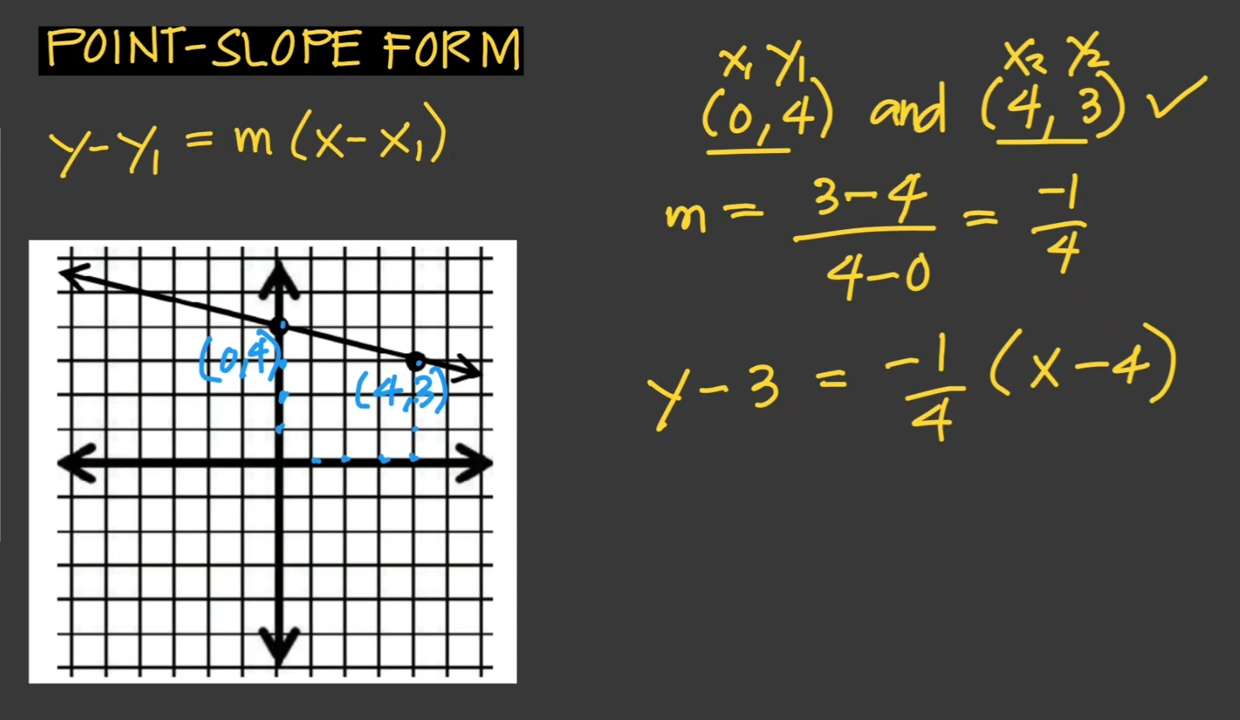 POINT-SLOPE FORM
y-y₁ = m(x-x₁)
x₁ y₁ x₂ y₂
(0,4) and (4,3) ✓
m = 3-4/4-0 = -1/4
y-3 = -1/4 (x-4)
(0,4)
(4,3)